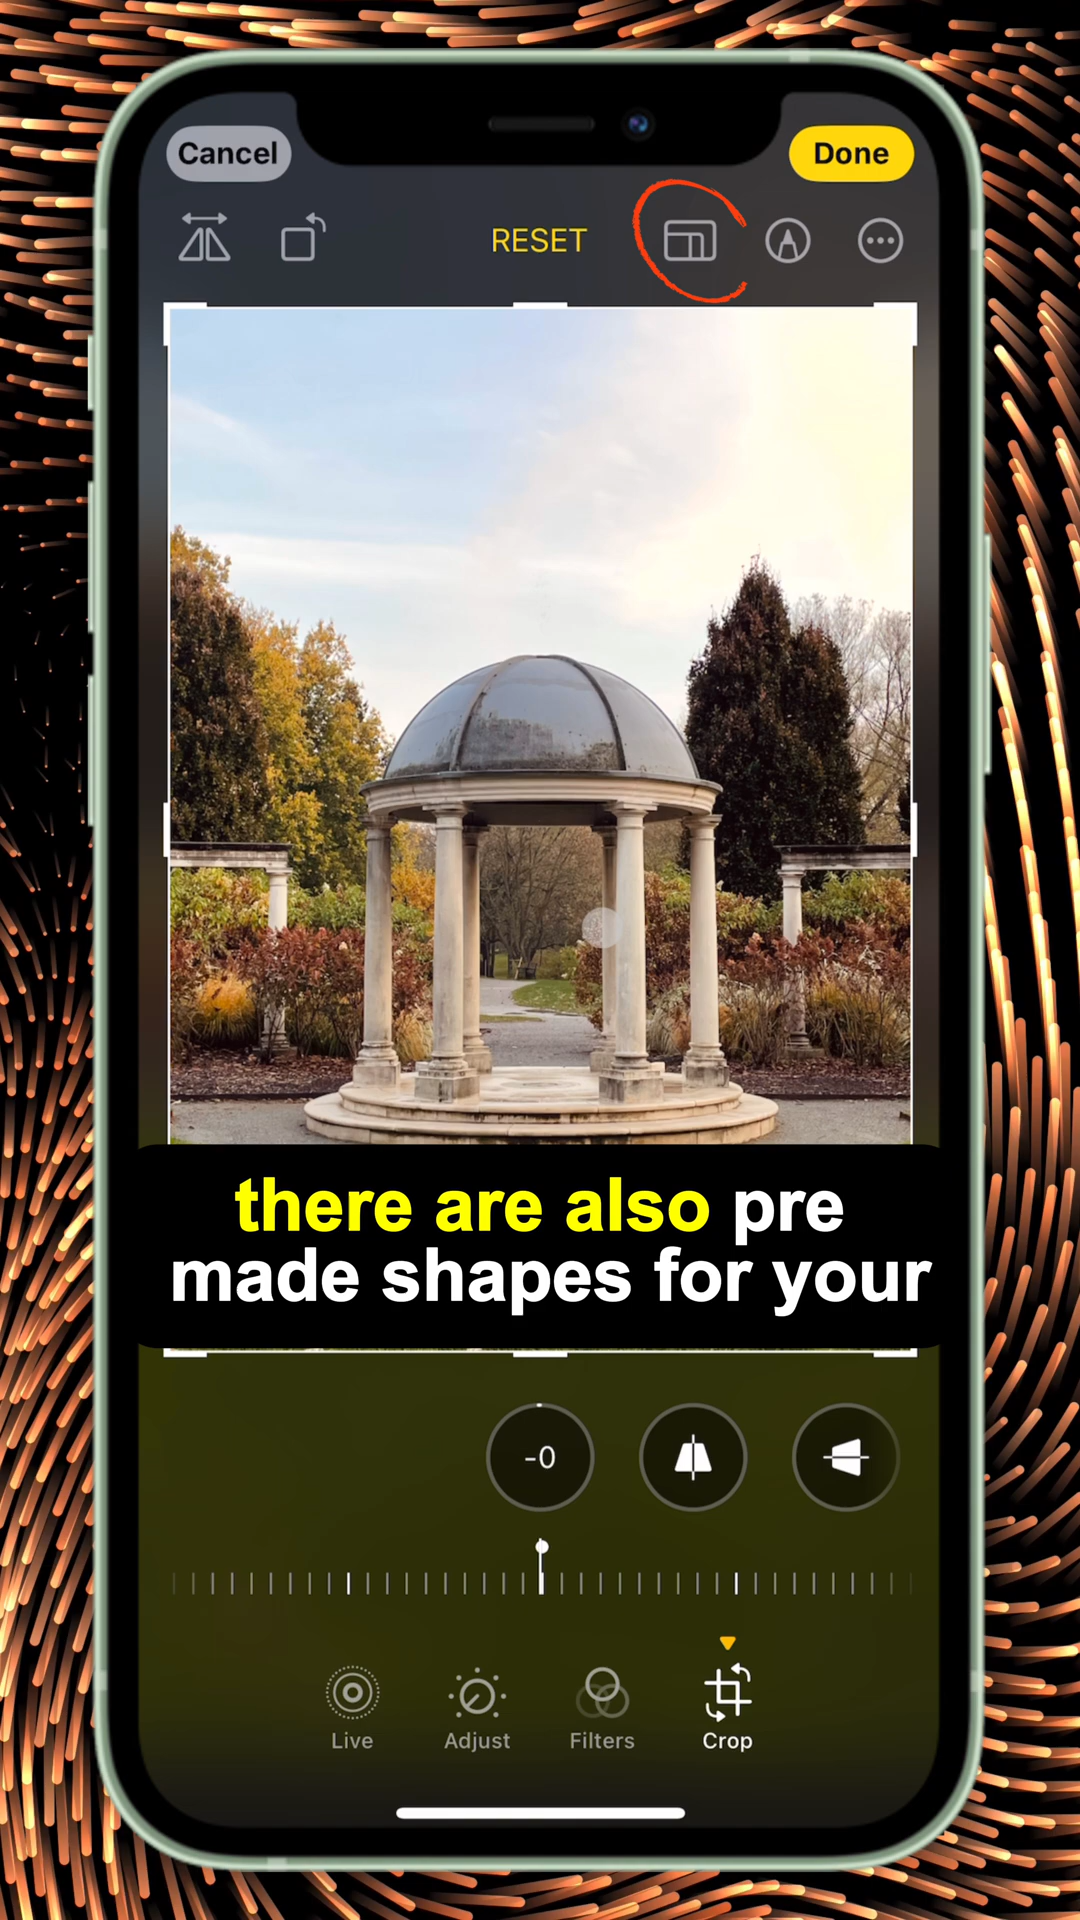 Cancel
Done
RESET
there are also pre
made shapes for your
-0
Live
Adjust
Filters
Crop